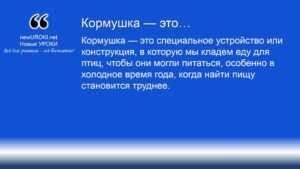 Кормушка — это…
newUROKI.net
Новые УРОКИ
Всё для учителя – всё бесплатно!
Кормушка — это специальное устройство или
конструкция, в которую мы кладем еду для
птиц, чтобы они могли питаться, особенно в
холодное время года, когда найти пищу
становится труднее.